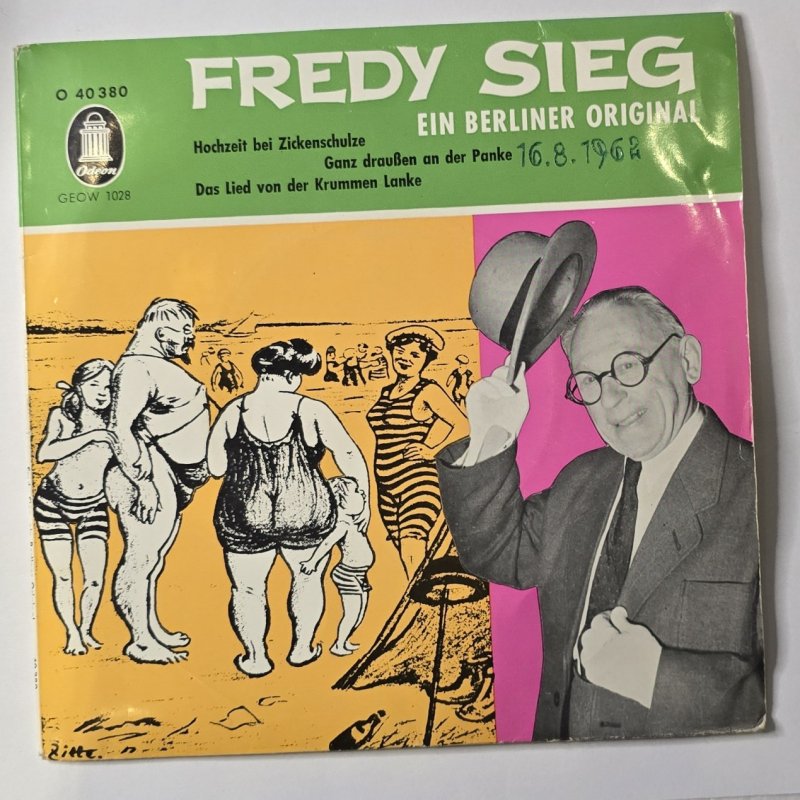 FREDY SIEG
O 40 380
EIN BERLINER ORIGINAL
Odeon
GEOW 1028
Hochzeit bei Zickenschulze
Ganz draußen an der Panke 16.8.1962
Das Lied von der Krummen Lanke
Zille.